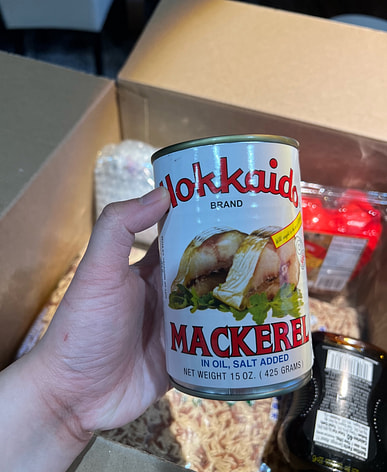 Hokkaido
BRAND
MACKEREL
IN OIL, SALT ADDED
NET WEIGHT 15 OZ. ( 425 GRAMS )